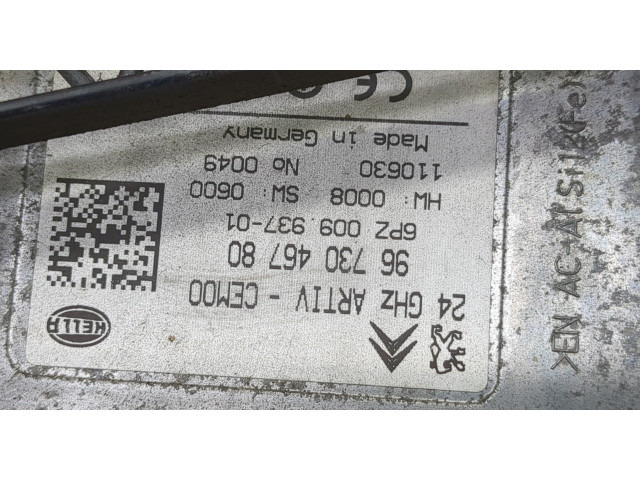 24 GHz ARTIV - CEM00
96 730 467 80
6PZ 009.937-01
HW: 0008 SW: 0600
110630 No 0049
Made in Germany
CE
HELLA